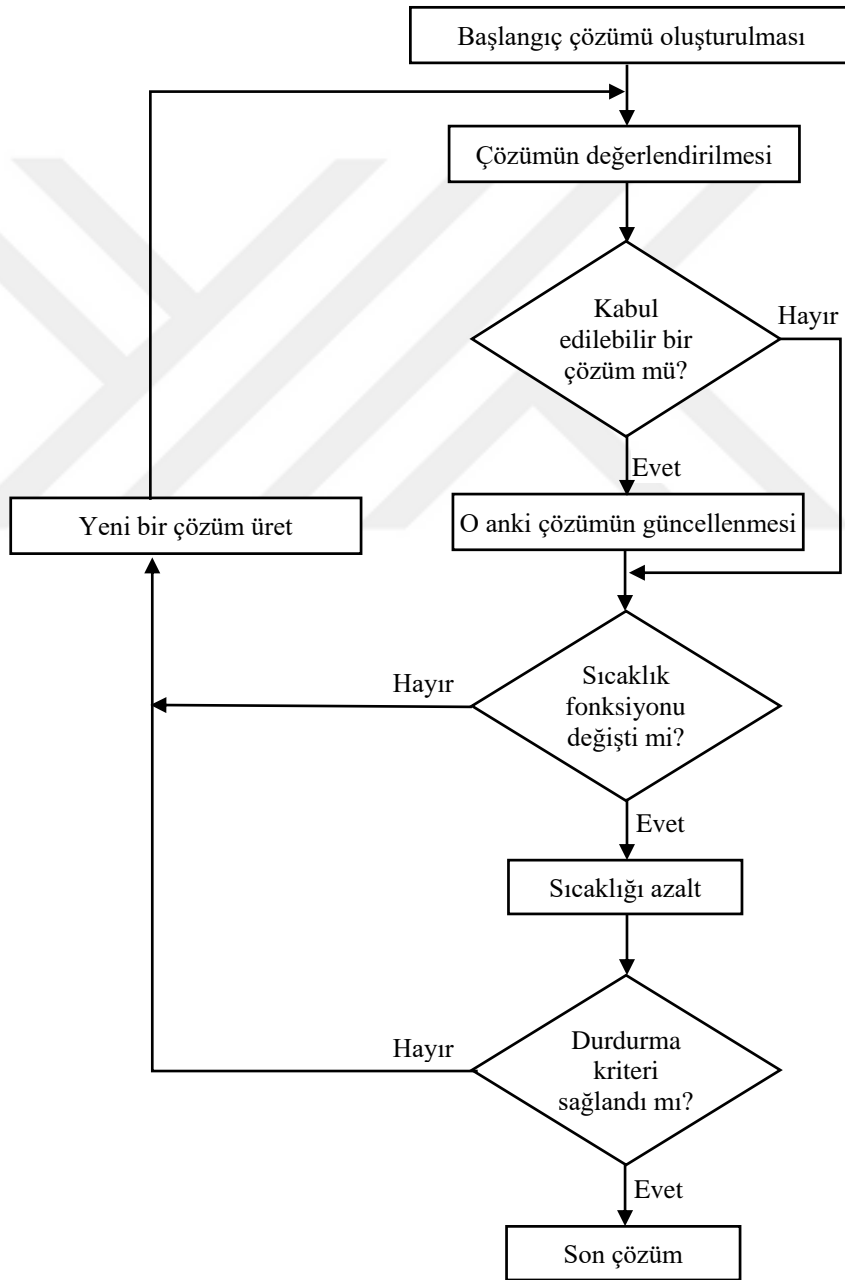 Başlangıç çözümü oluşturulması
Çözümün değerlendirilmesi
Kabul
edilebilir bir
çözüm mü?
Hayır
Evet
Yeni bir çözüm üret
O anki çözümün güncellenmesi
Sıcaklık
fonksiyonu
değişti mi?
Hayır
Evet
Sıcaklığı azalt
Durdurma
kriteri
sağlandı mı?
Hayır
Evet
Son çözüm